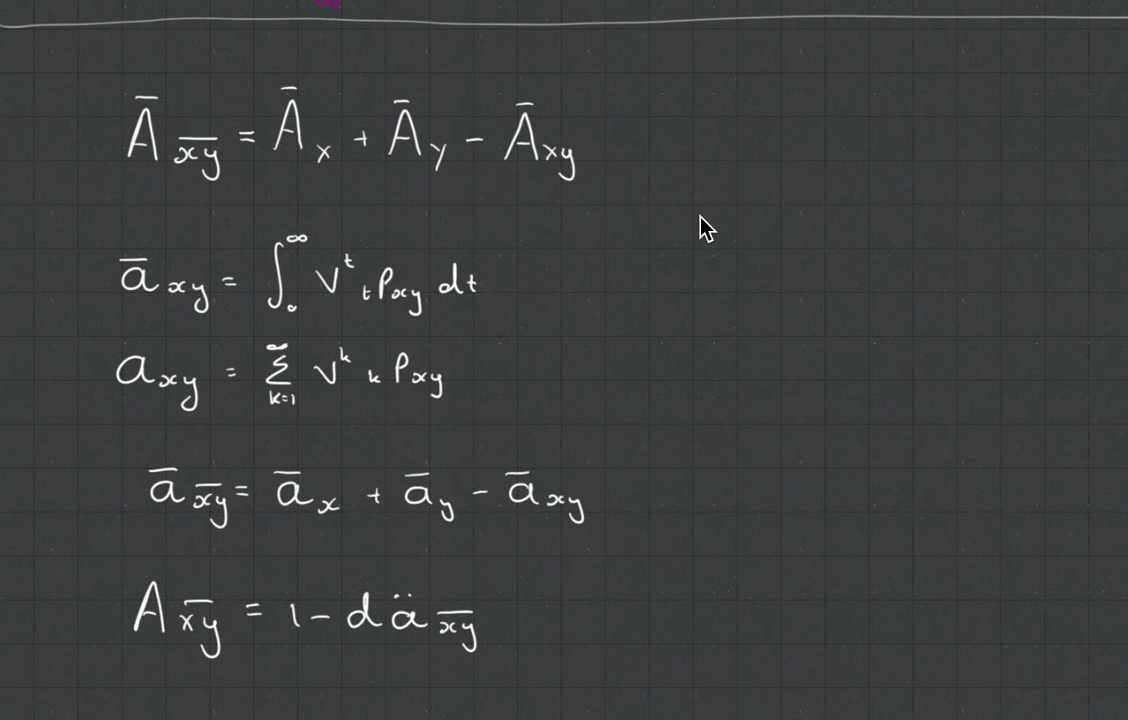 Ā_{\overline{xy}} = Ā_x + Ā_y - Ā_{xy}
ā_{xy} = ∫_0^∞ v^t {}_tp_{xy} dt
a_{xy} = Σ_{k=1}^∞ v^k {}_kp_{xy}
ā_{\overline{xy}} = ā_x + ā_y - ā_{xy}
A_{\overline{xy}} = 1 - d ä_{\overline{xy}}